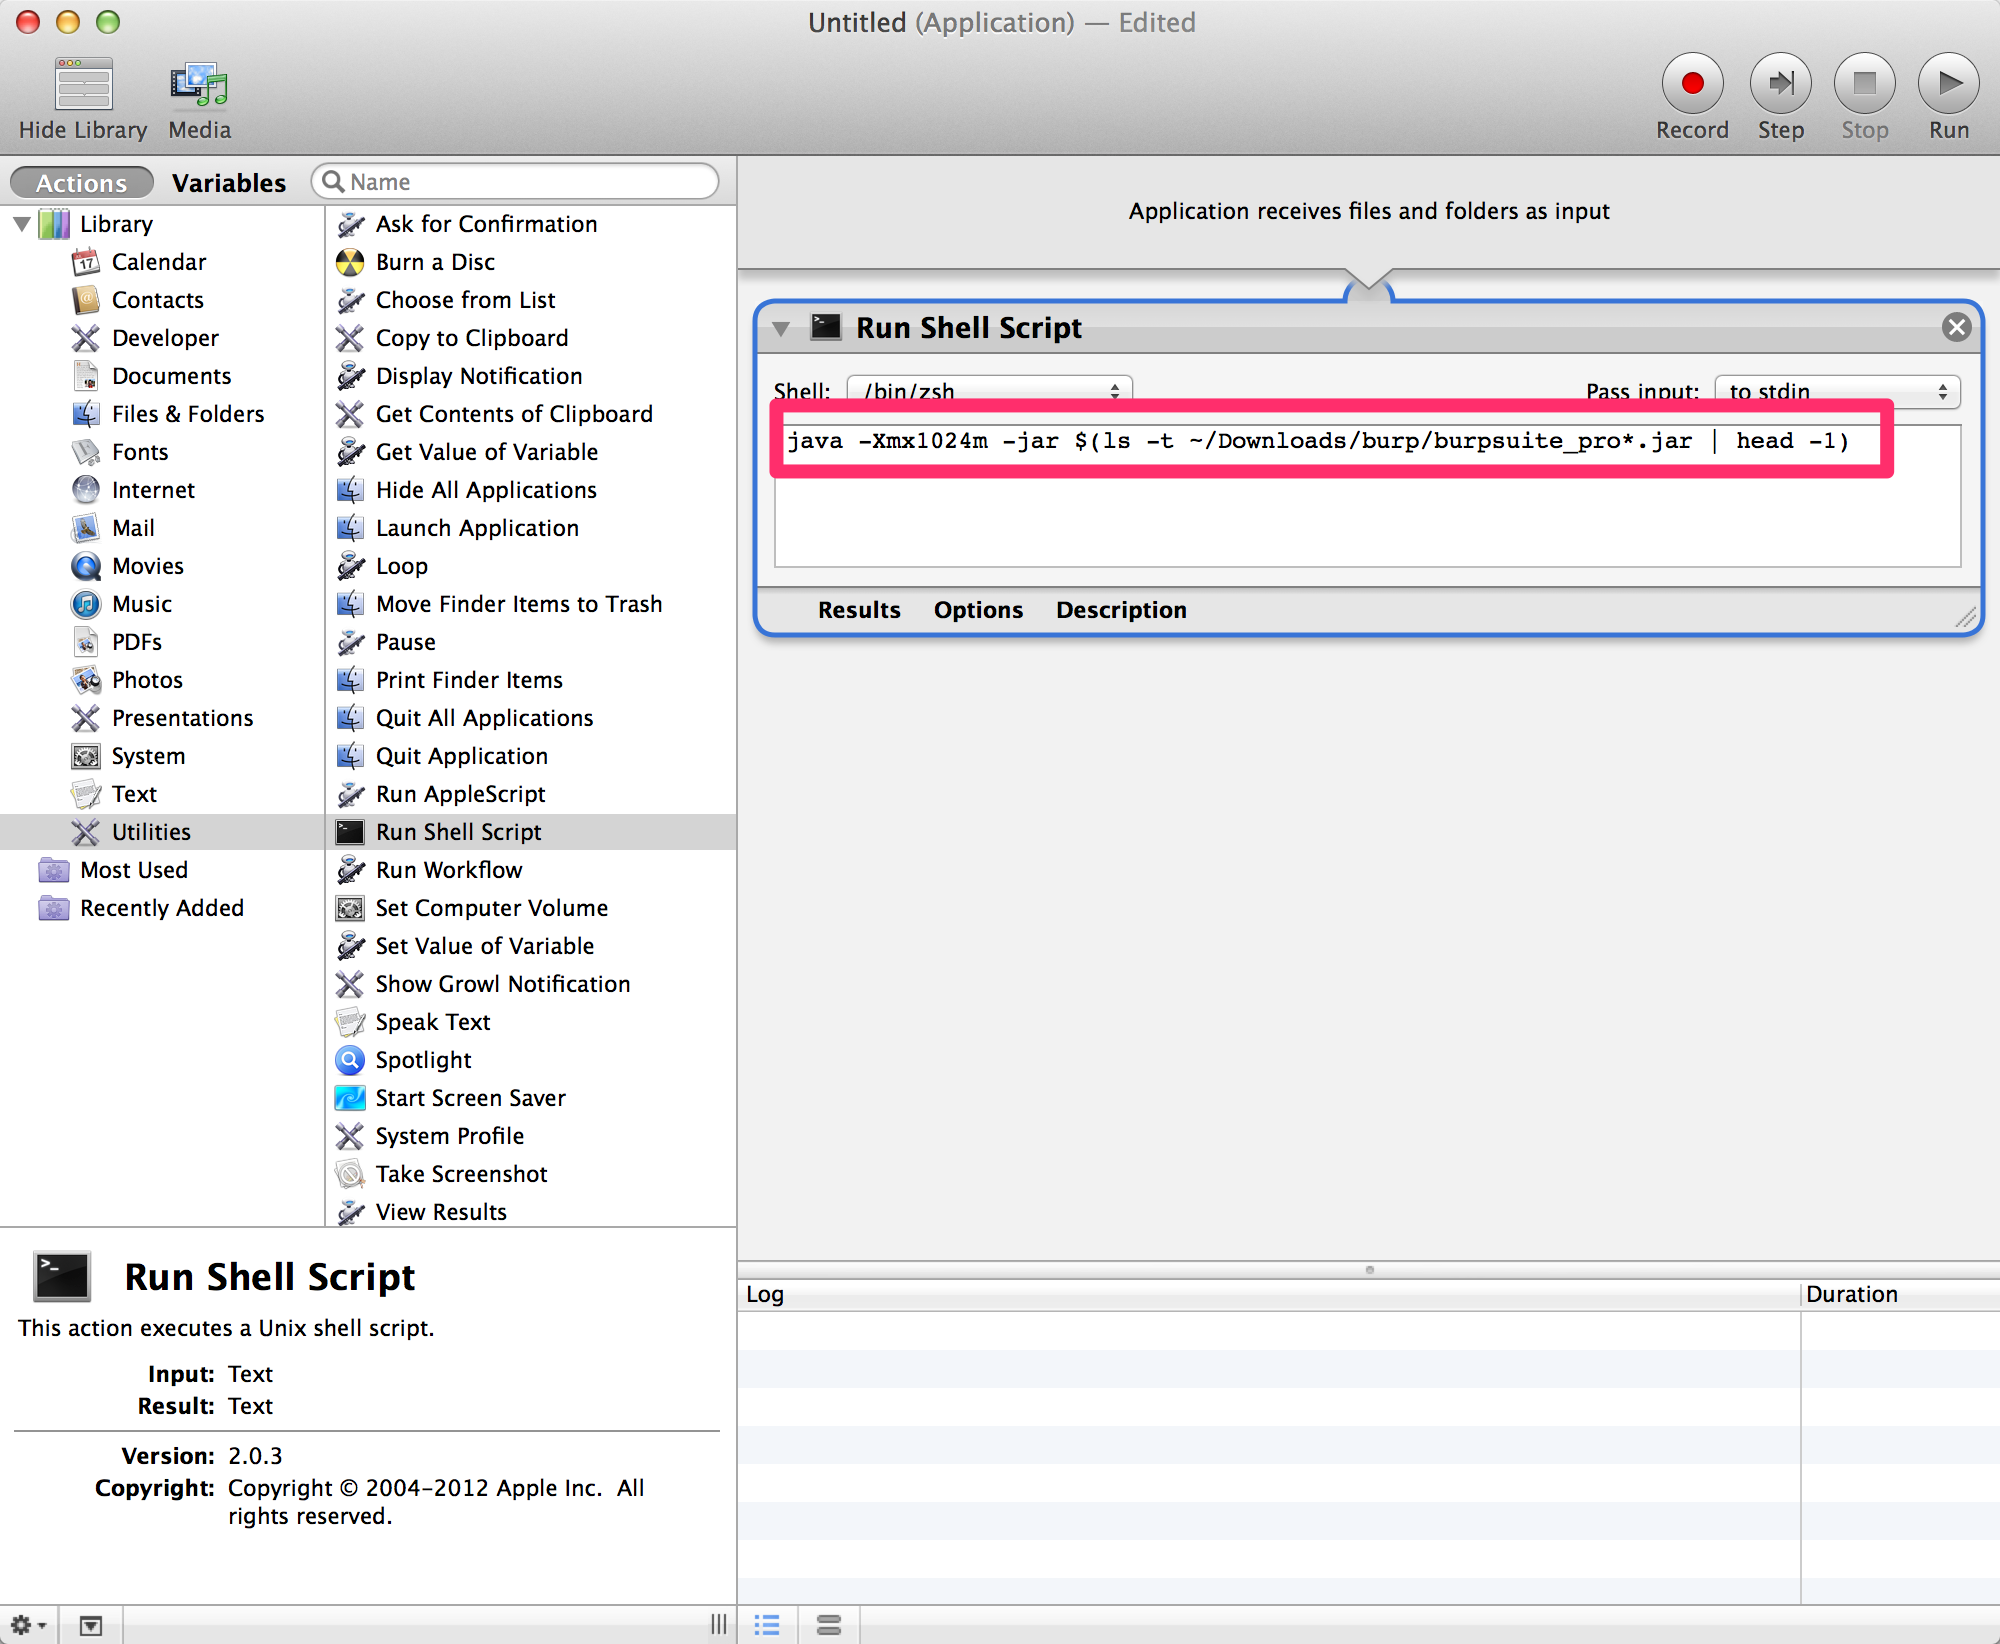 Untitled (Application) — Edited
Hide Library
Media
Record
Step
Stop
Run
Actions
Variables
Name
Library
Calendar
17
Contacts
Developer
Documents
Files & Folders
Fonts
Internet
Mail
Movies
Music
PDFs
Photos
Presentations
System
Text
Utilities
Most Used
Recently Added
Ask for Confirmation
Burn a Disc
Choose from List
Copy to Clipboard
Display Notification
Get Contents of Clipboard
Get Value of Variable
Hide All Applications
Launch Application
Loop
Move Finder Items to Trash
Pause
Print Finder Items
Quit All Applications
Quit Application
Run AppleScript
Run Shell Script
Run Workflow
Set Computer Volume
Set Value of Variable
Show Growl Notification
Speak Text
Spotlight
Start Screen Saver
System Profile
Take Screenshot
View Results
Application receives files and folders as input
Run Shell Script
Shell: /bin/zsh
Pass input: to stdin
java -Xmx1024m -jar $(ls -t ~/Downloads/burp/burpsuite_pro*.jar | head -1)
Results Options Description
Run Shell Script
This action executes a Unix shell script.
Input: Text
Result: Text
Version: 2.0.3
Copyright: Copyright © 2004-2012 Apple Inc. All
rights reserved.
Log
Duration